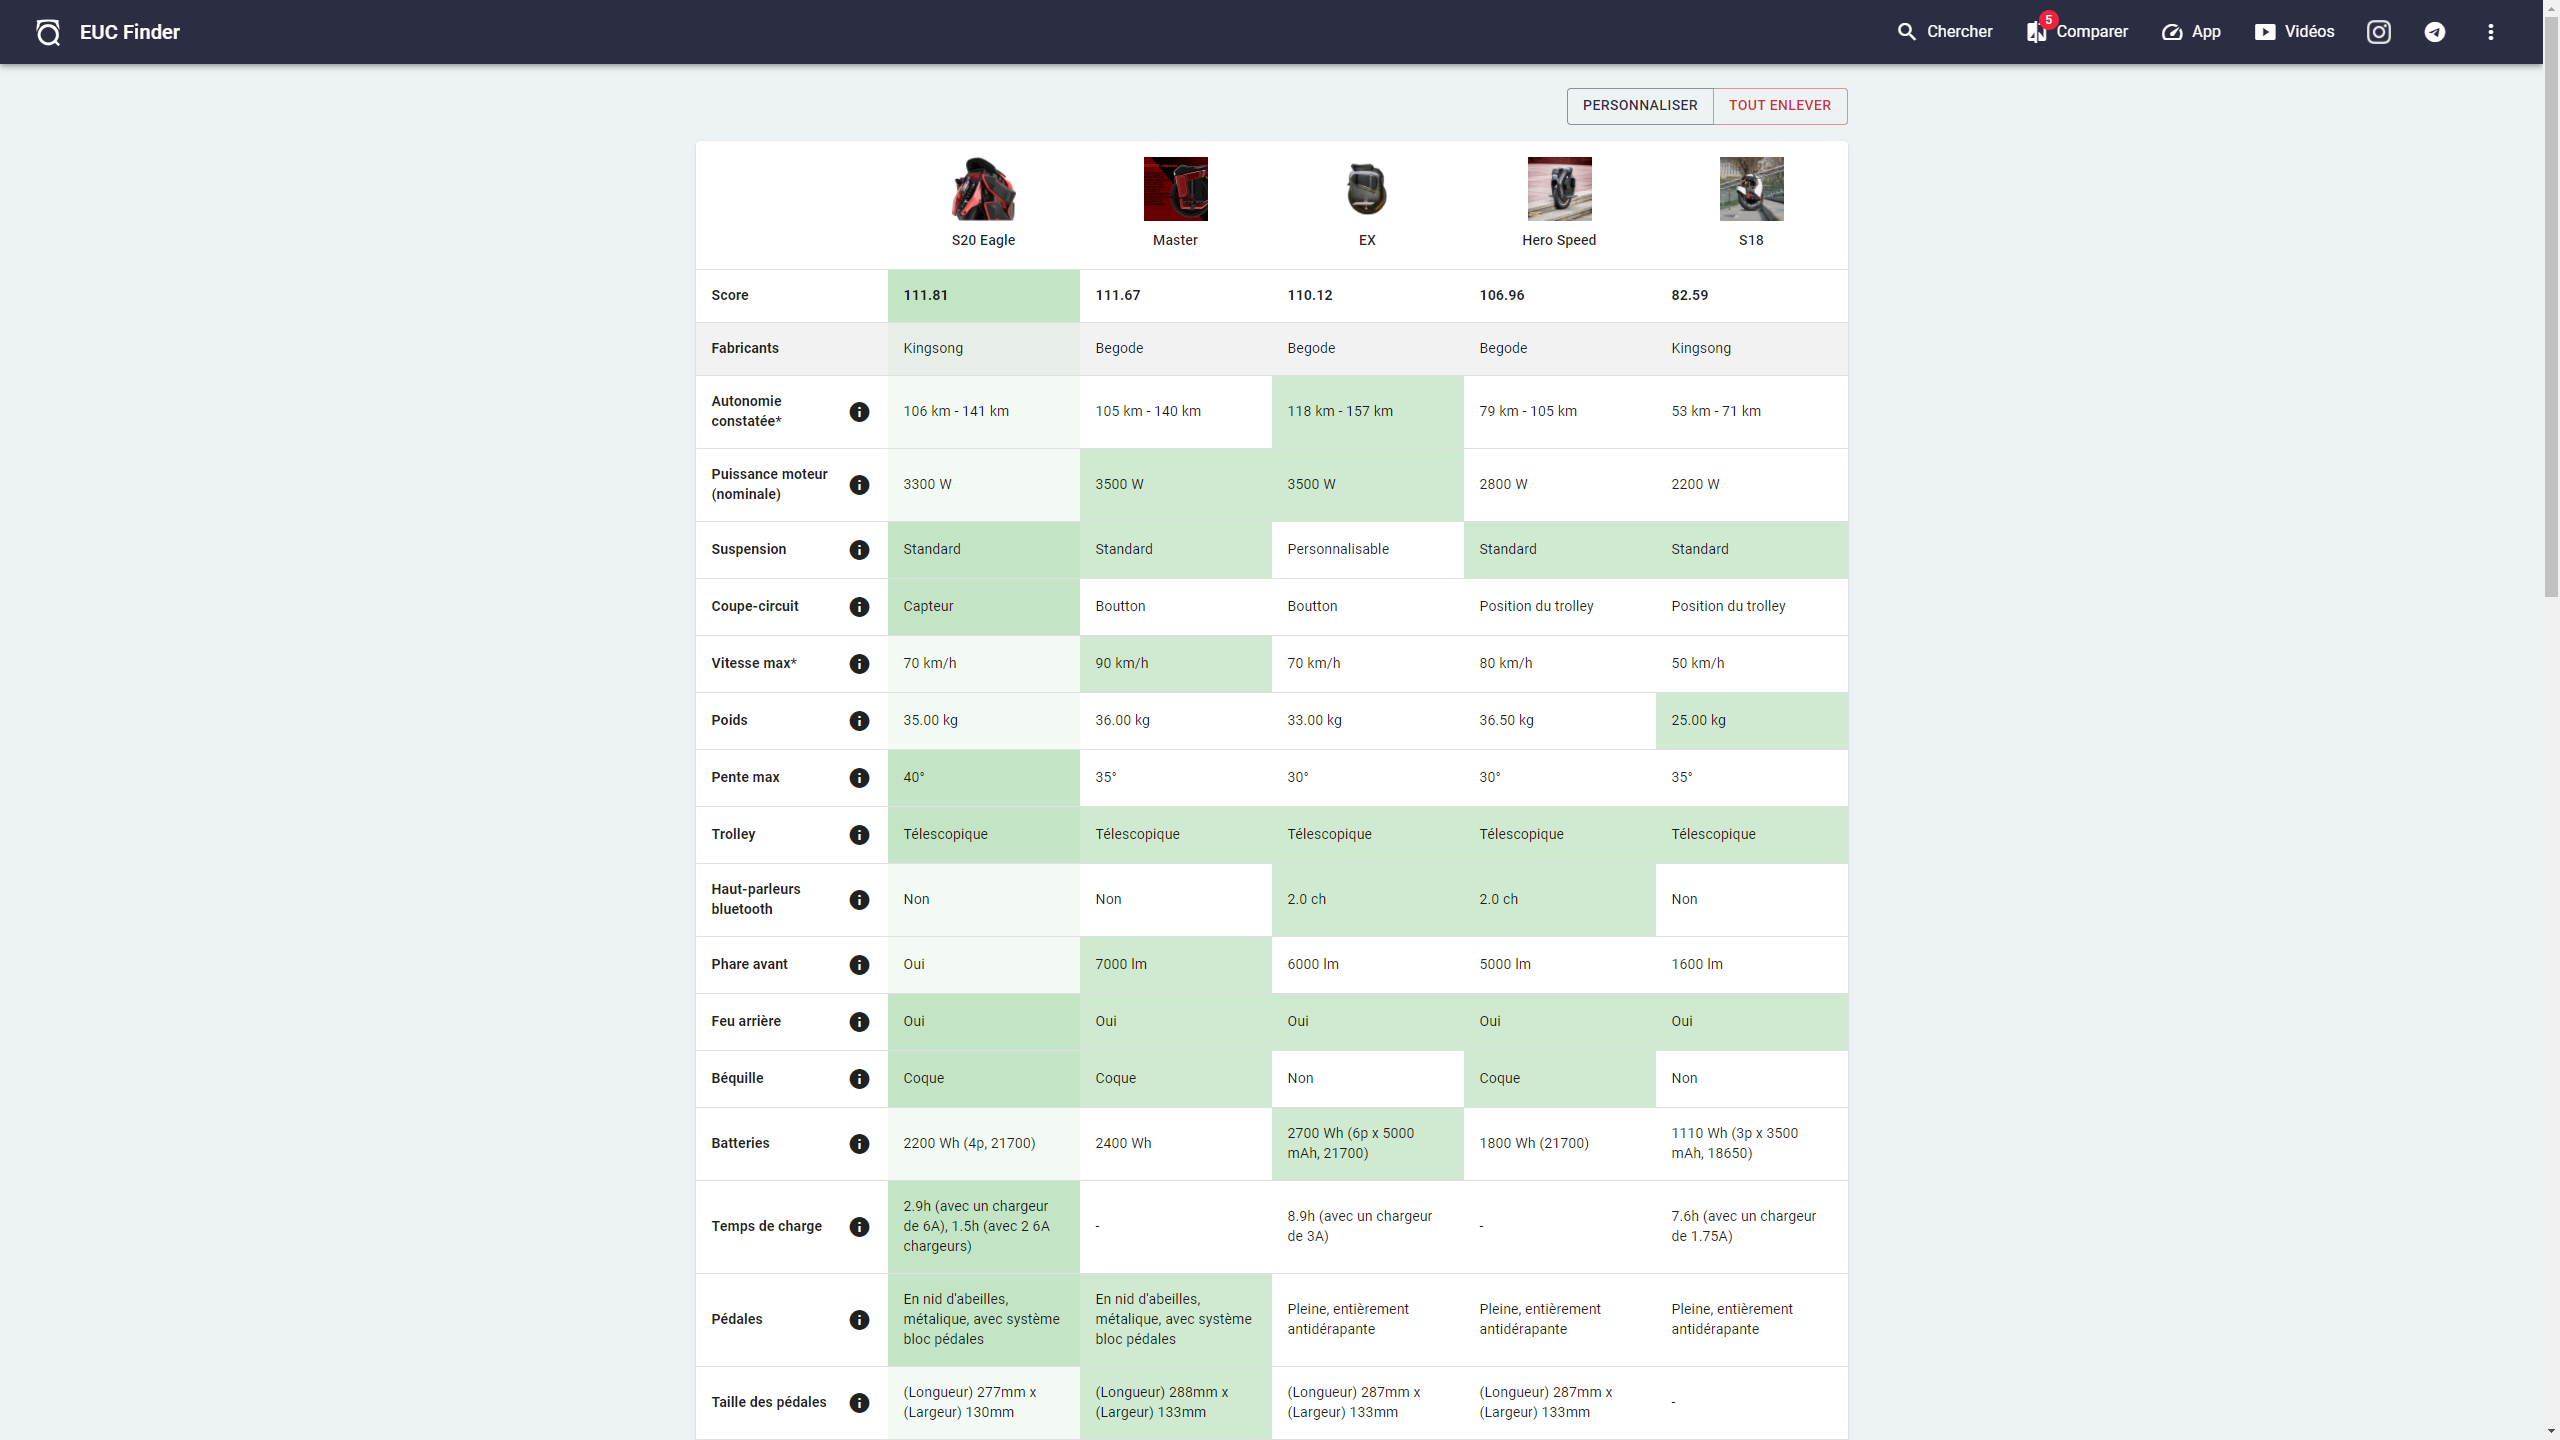 EUC Finder
Chercher
5
Comparer
App
Vidéos
PERSONNALISER
TOUT ENLEVER
S20 Eagle
Master
EX
Hero Speed
S18
Score
111.81
111.67
110.12
106.96
82.59
Fabricants
Kingsong
Begode
Begode
Begode
Kingsong
Autonomie
constatée*
106 km - 141 km
105 km - 140 km
118 km - 157 km
79 km - 105 km
53 km - 71 km
Puissance moteur
(nominale)
3300 W
3500 W
3500 W
2800 W
2200 W
Suspension
Standard
Standard
Personnalisable
Standard
Standard
Coupe-circuit
Capteur
Boutton
Boutton
Position du trolley
Position du trolley
Vitesse max*
70 km/h
90 km/h
70 km/h
80 km/h
50 km/h
Poids
35.00 kg
36.00 kg
33.00 kg
36.50 kg
25.00 kg
Pente max
40°
35°
30°
30°
35°
Trolley
Télescopique
Télescopique
Télescopique
Télescopique
Télescopique
Haut-parleurs
bluetooth
Non
Non
2.0 ch
2.0 ch
Non
Phare avant
Oui
7000 lm
6000 lm
5000 lm
1600 lm
Feu arrière
Oui
Oui
Oui
Oui
Oui
Béquille
Coque
Coque
Non
Coque
Non
Batteries
2200 Wh (4p, 21700)
2400 Wh
2700 Wh (6p x 5000
mAh, 21700)
1800 Wh (21700)
1110 Wh (3p x 3500
mAh, 18650)
Temps de charge
2.9h (avec un chargeur
de 6A), 1.5h (avec 2 6A
chargeurs)
-
8.9h (avec un chargeur
de 3A)
-
7.6h (avec un chargeur
de 1.75A)
Pédales
En nid d'abeilles,
métalique, avec système
bloc pédales
En nid d'abeilles,
métalique, avec système
bloc pédales
Pleine, entièrement
antidérapante
Pleine, entièrement
antidérapante
Pleine, entièrement
antidérapante
Taille des pédales
(Longueur) 277mm x
(Largeur) 130mm
(Longueur) 288mm x
(Largeur) 133mm
(Longueur) 287mm x
(Largeur) 133mm
(Longueur) 287mm x
(Largeur) 133mm
-